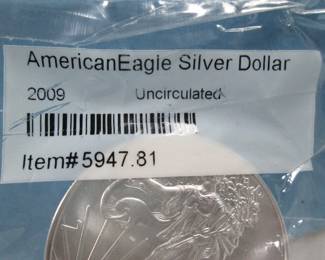 AmericanEagle Silver Dollar
2009 Uncirculated
Item#5947.81
L